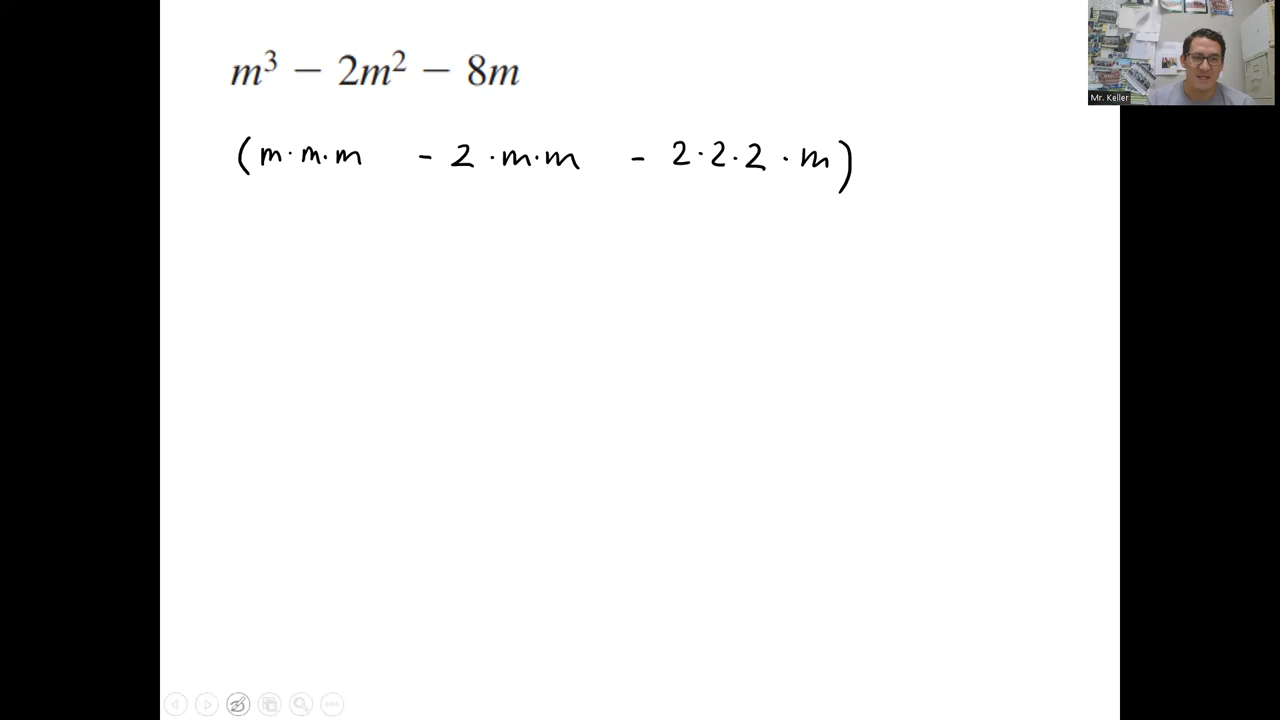 m³ − 2m² − 8m
(m·m·m - 2·m·m - 2·2·2·m)
Mr. Keller